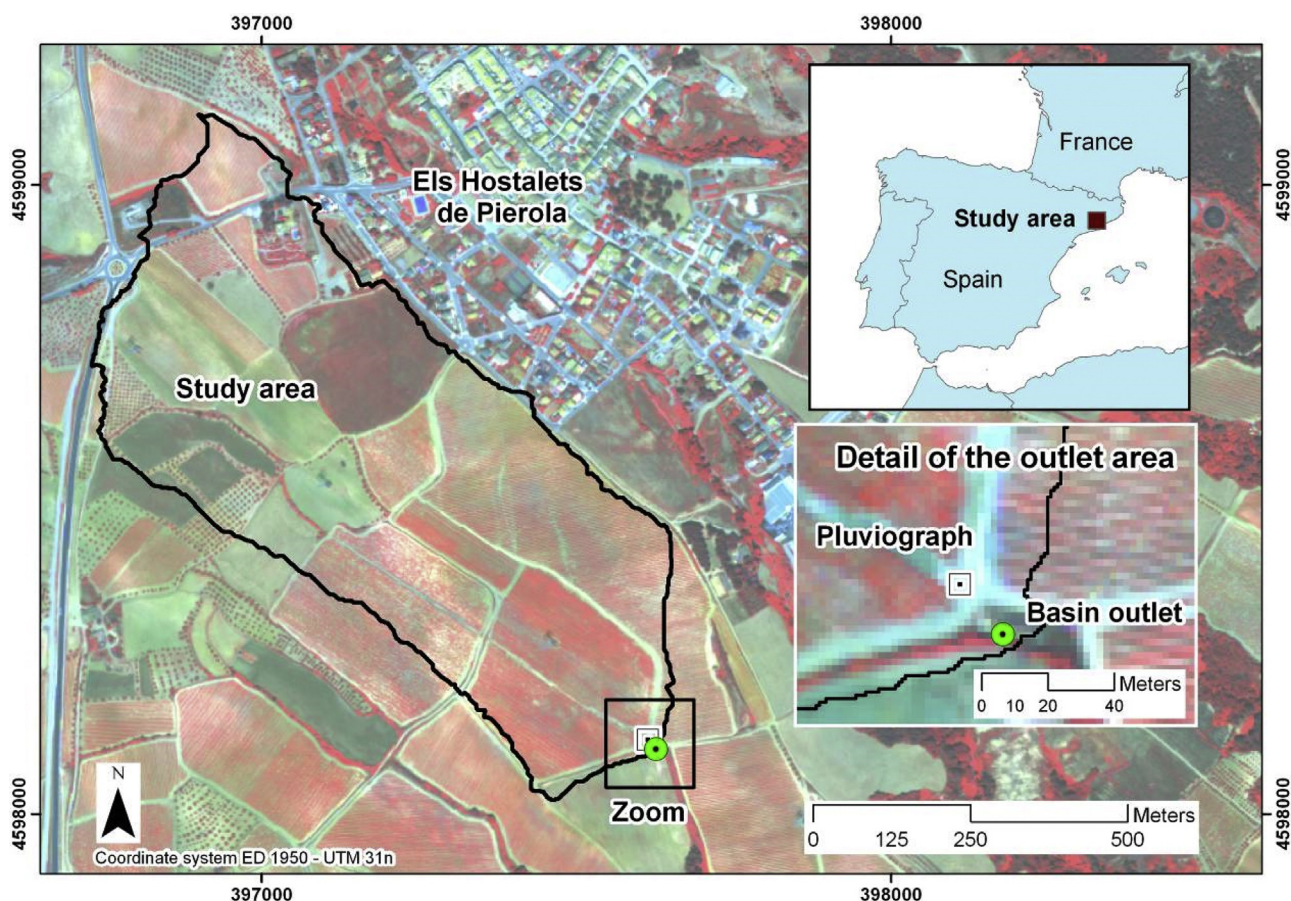 397000
398000
4599000
4599000
France
Els Hostalets
de Pierola
Study area
Spain
Study area
Detail of the outlet area
Pluviograph
Basin outlet
0 10 20 40 Meters
Zoom
4598000
4598000
N
0 125 250 500 Meters
Coordinate system ED 1950 - UTM 31n
397000
398000